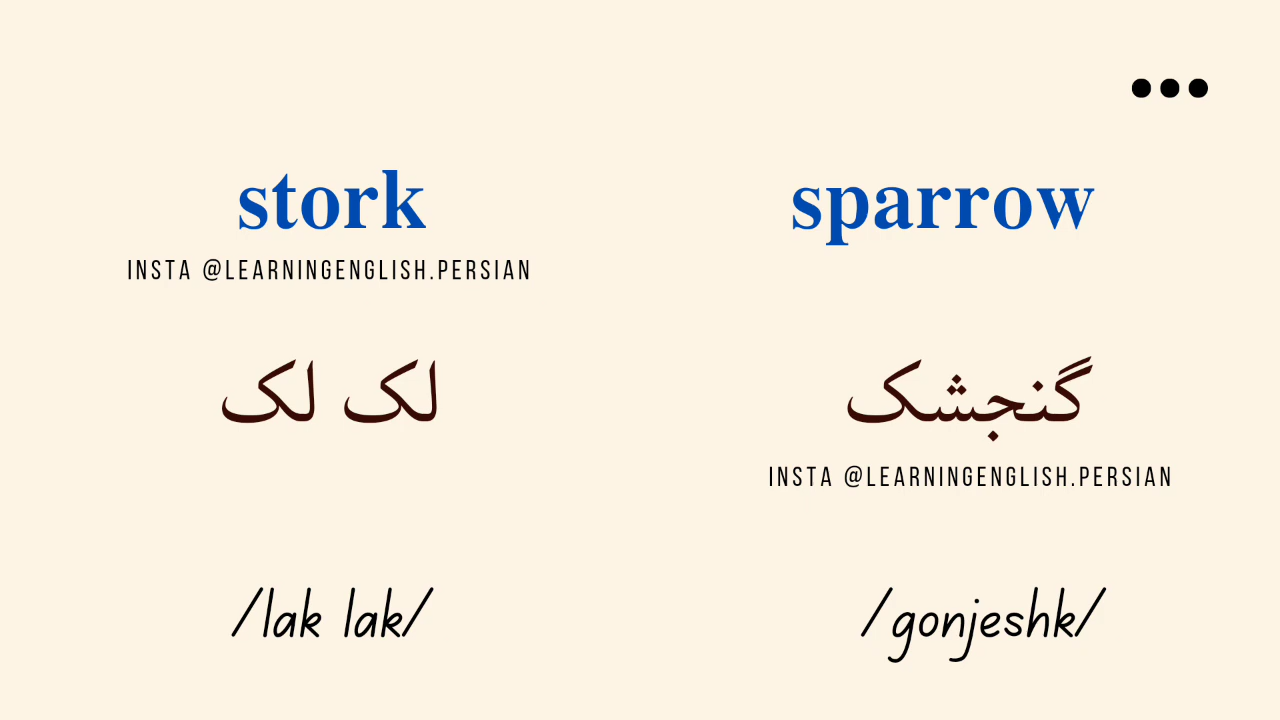 stork
INSTA @LEARNINGENGLISH.PERSIAN
لک لک
/lak lak/
sparrow
گنجشک
INSTA @LEARNINGENGLISH.PERSIAN
/gonjeshk/